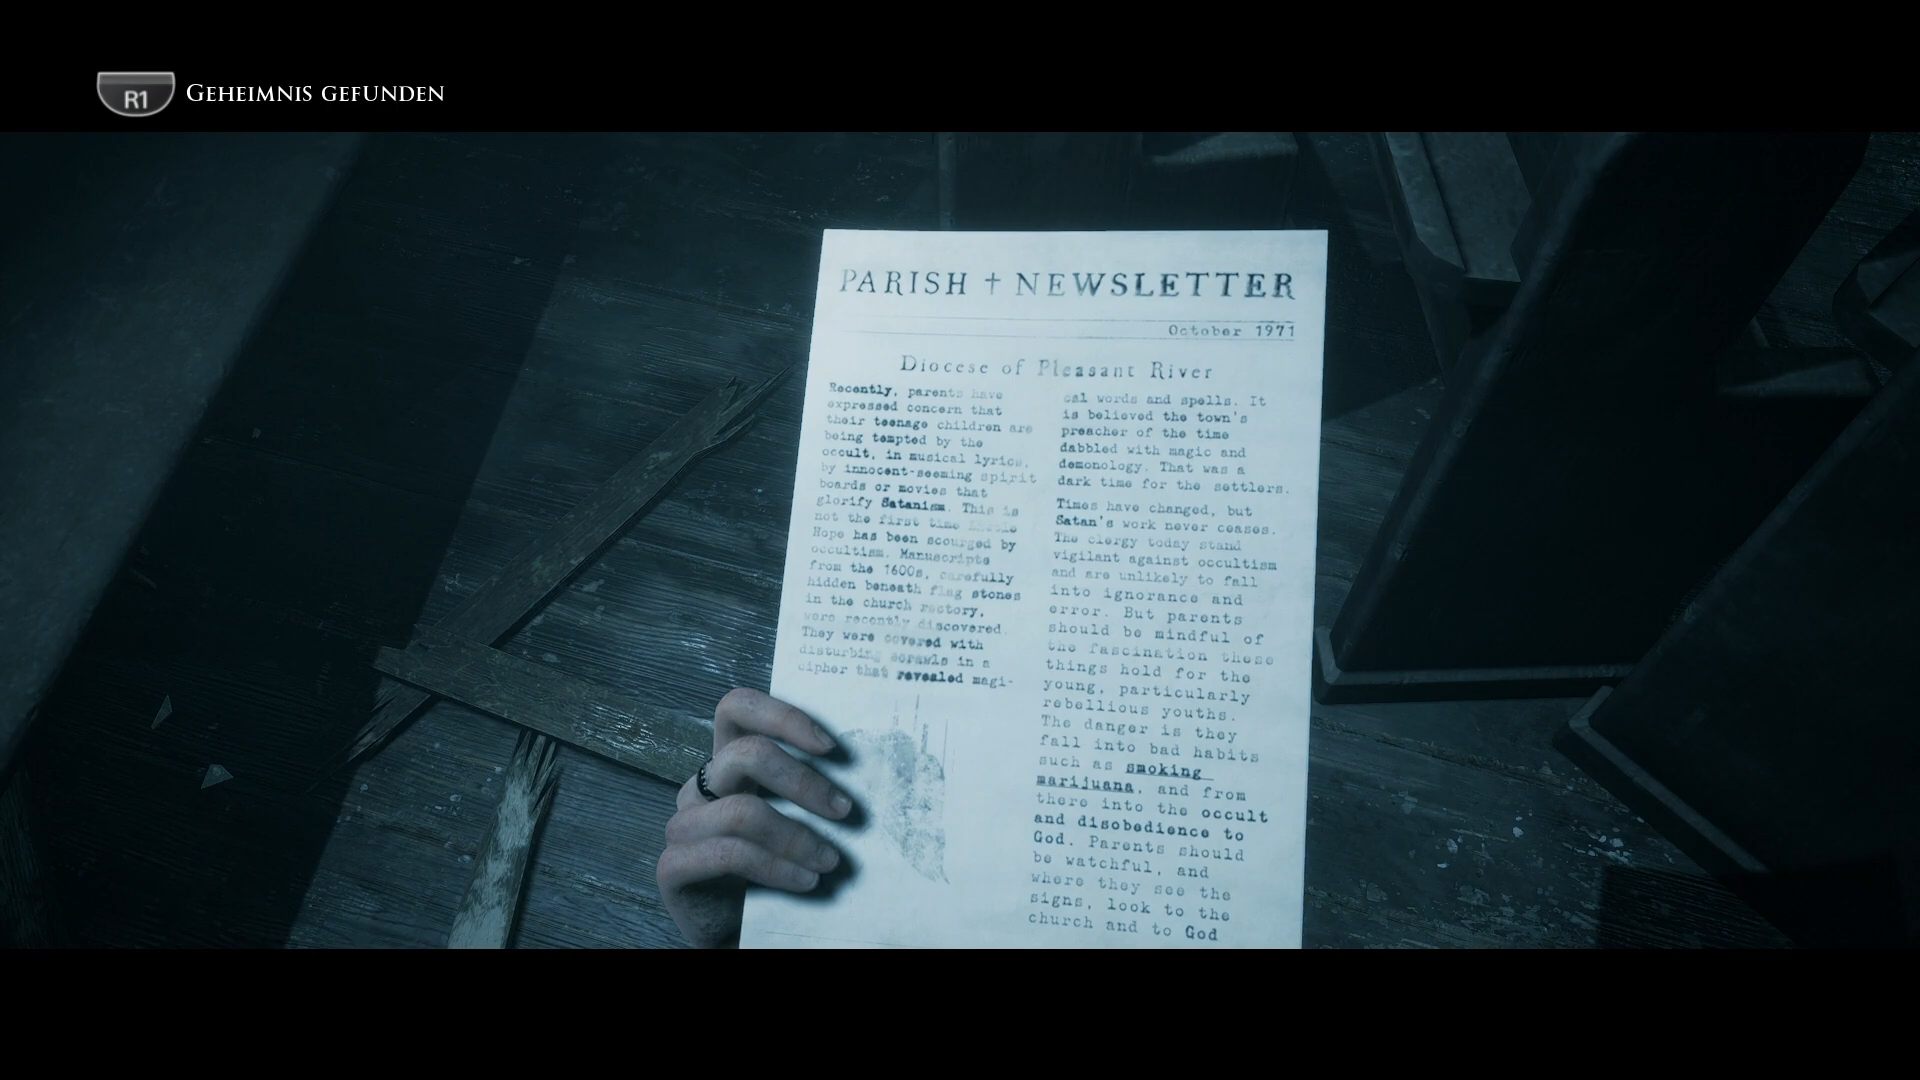 R1 GEHEIMNIS GEFUNDEN
PARISH † NEWSLETTER
October 1971
Diocese of Pleasant River
Recently, parents have
expressed concern that
their teenage children are
being tempted by the
occult, in musical lyrics,
by innocent-seeming spirit
boards or movies that
glorify Satanism. This is
not the first time Little
Hope has been scourged by
occultism. Manuscripts
from the 1600s, carefully
hidden beneath flag stones
in the church rectory,
were recently discovered.
They were covered with
disturbing scrawls in a
cipher that revealed magi-
cal words and spells. It
is believed the town's
preacher of the time
dabbled with magic and
demonology. That was a
dark time for the settlers.
Times have changed, but
Satan's work never ceases.
The clergy today stand
vigilant against occultism
and are unlikely to fall
into ignorance and
error. But parents
should be mindful of
the fascination these
things hold for the
young, particularly
rebellious youths.
The danger is they
fall into bad habits
such as smoking
marijuana, and from
there into the occult
and disobedience to
God. Parents should
be watchful, and
where they see the
signs, look to the
church and to God